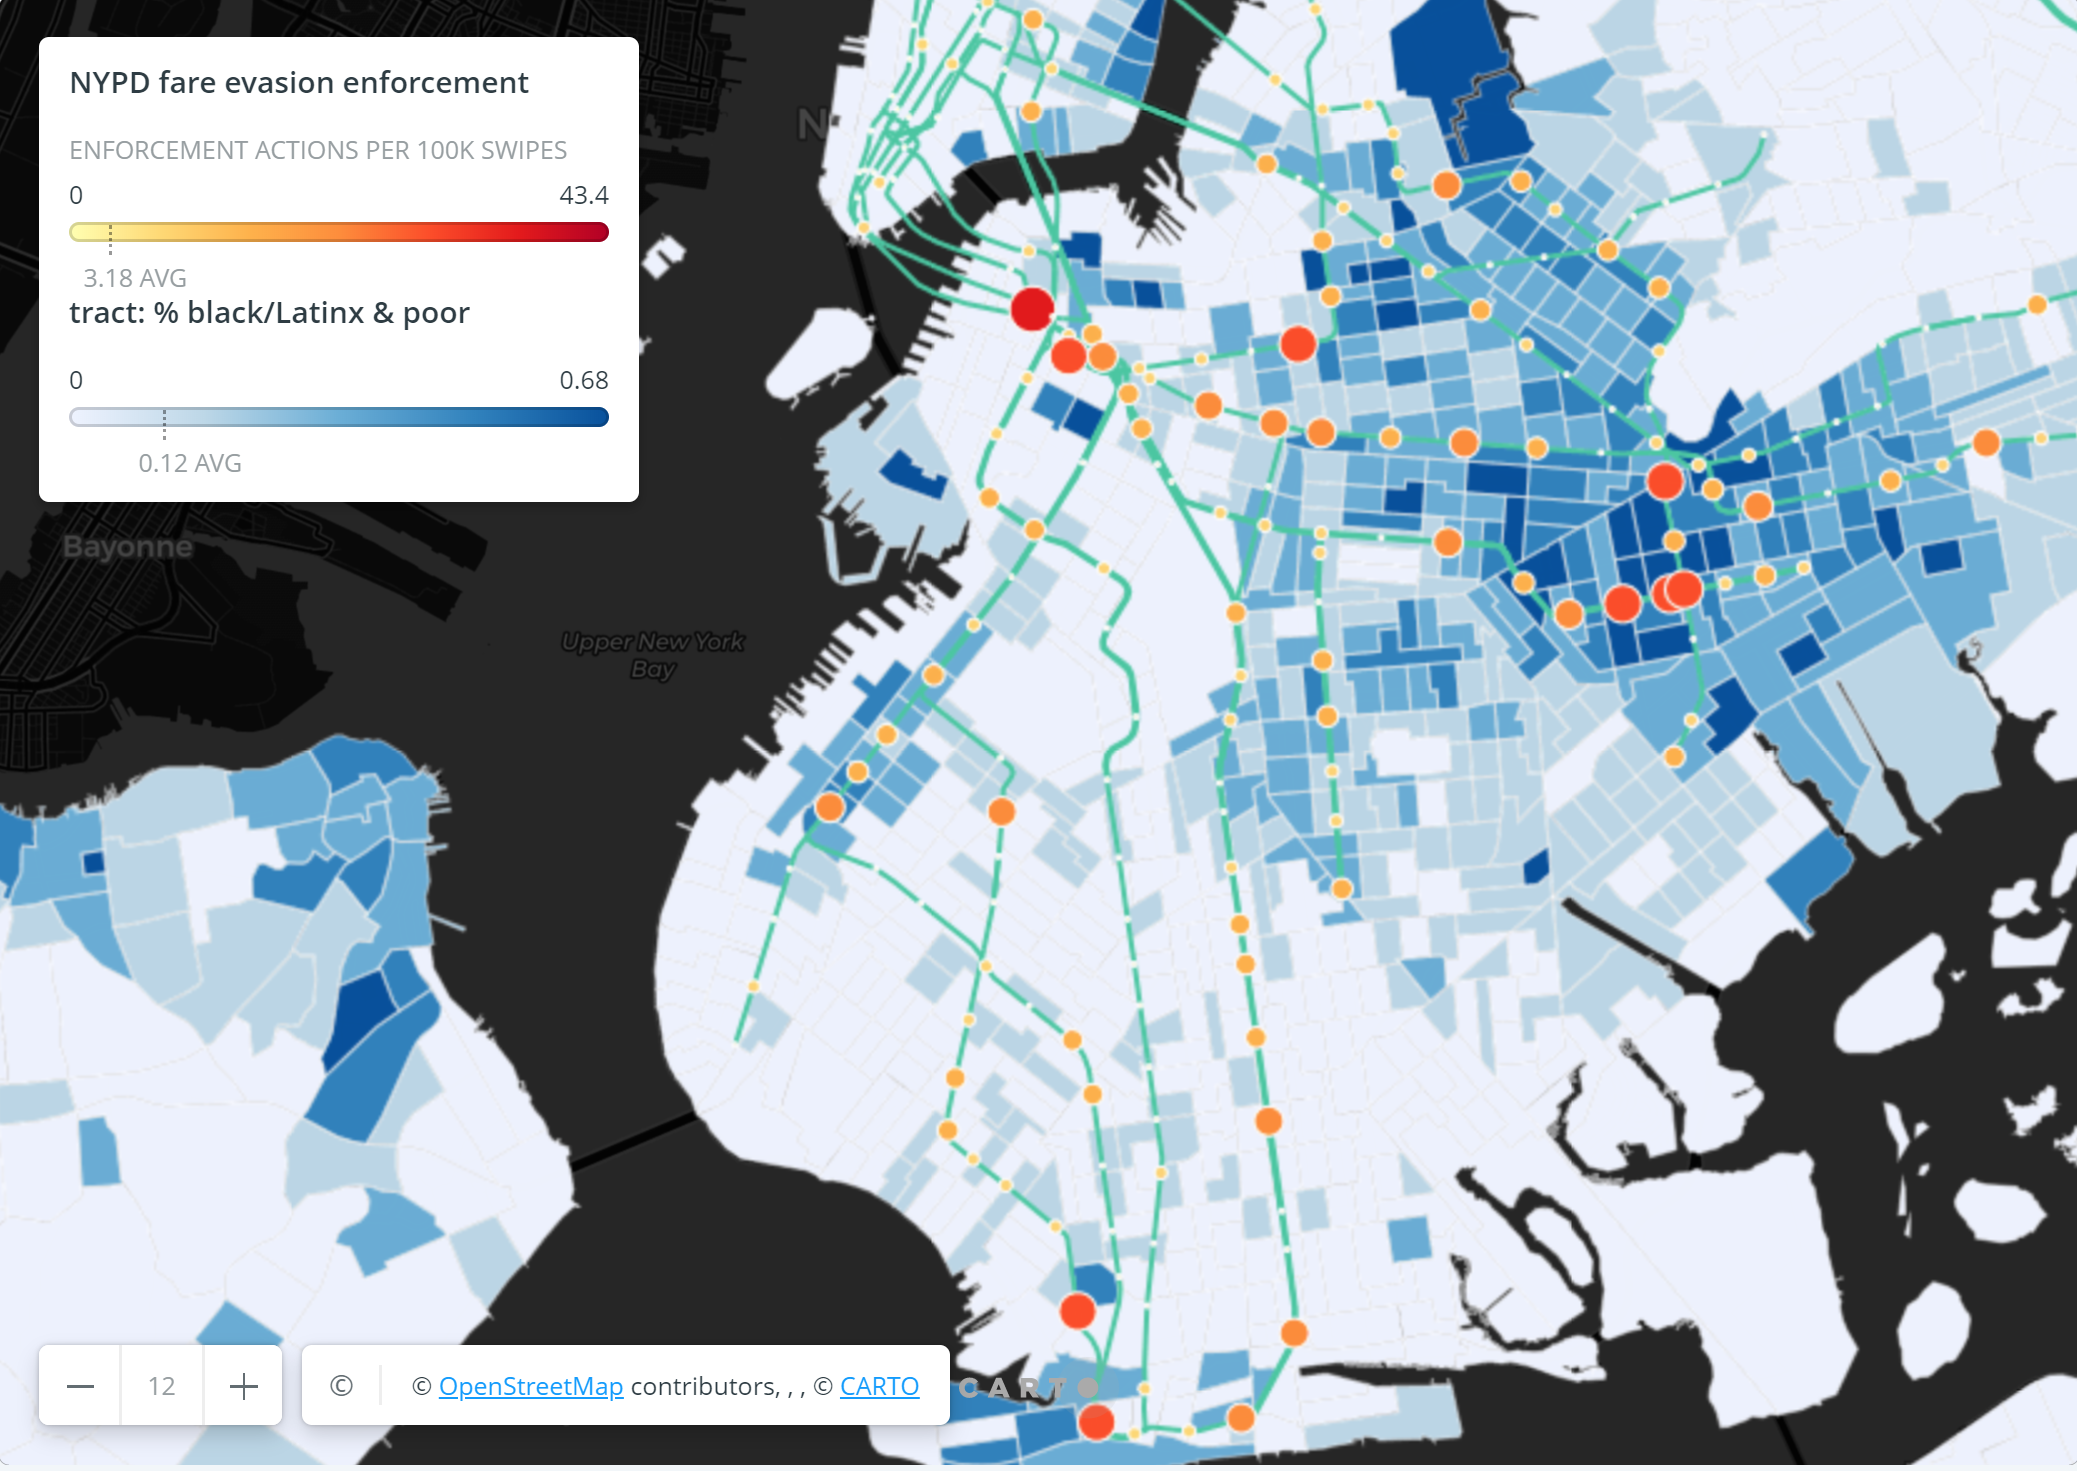 NYPD fare evasion enforcement
ENFORCEMENT ACTIONS PER 100K SWIPES
0 43.4
3.18 AVG
tract: % black/Latinx & poor
0 0.68
0.12 AVG
N
Bayonne
Upper New York
Bay
12
© © OpenStreetMap contributors, , , © CARTO
CARTO